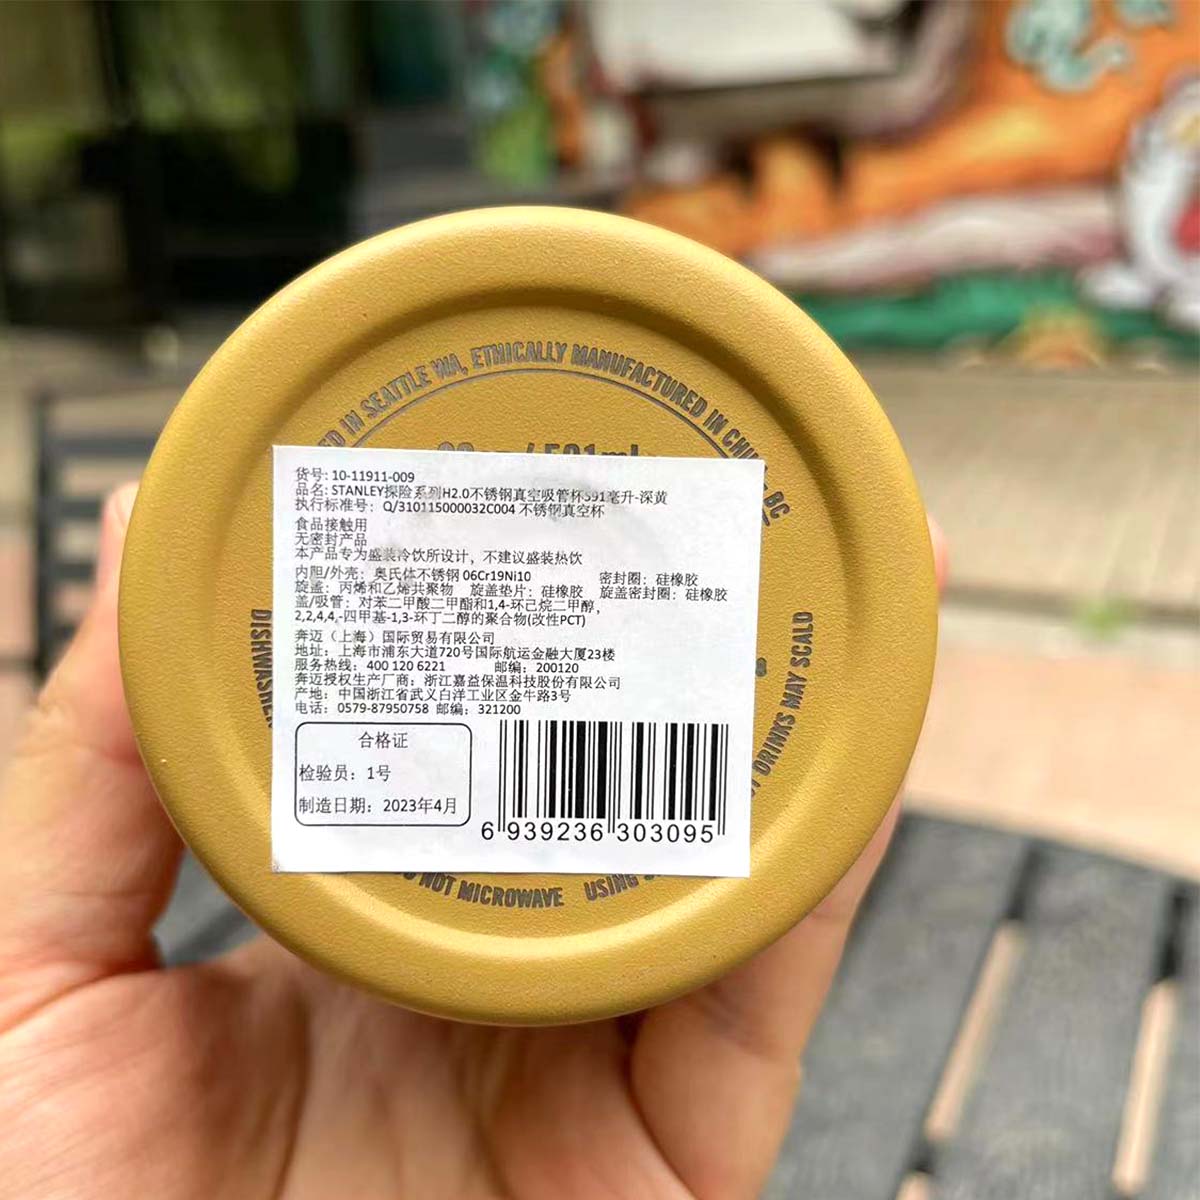 IN SEATTLE WA, ETHICALLY MANUFACTURED IN
货号: 10-11911-009
品名: STANLEY探险系列H2.0不锈钢真空吸管杯591毫升-深黄
执行标准号： Q/310115000032C004 不锈钢真空杯
食品接触用
无密封产品
本产品专为盛装冷饮所设计，不建议盛装热饮
内胆/外壳：奥氏体不锈钢 06Cr19Ni10 密封圈：硅橡胶
旋盖：丙烯和乙烯共聚物 旋盖垫片：硅橡胶 旋盖密封圈：硅橡胶
盖/吸管：对苯二甲酸二甲酯和1,4-环己烷二甲醇，
2,2,4,4,-四甲基-1,3-环丁二醇的聚合物(改性PCT)
奔迈（上海）国际贸易有限公司
地址：上海市浦东大道720号国际航运金融大厦23楼
服务热线：400 120 6221 邮编：200120
奔迈授权生产厂商：浙江嘉益保温科技股份有限公司
产地：中国浙江省武义白洋工业区金牛路3号
电话：0579-87950758 邮编：321200
合格证
检验员：1号
制造日期：2023年4月
6 939236 303095
NOT MICROWAVE USING
DRINKS MAY SCALD